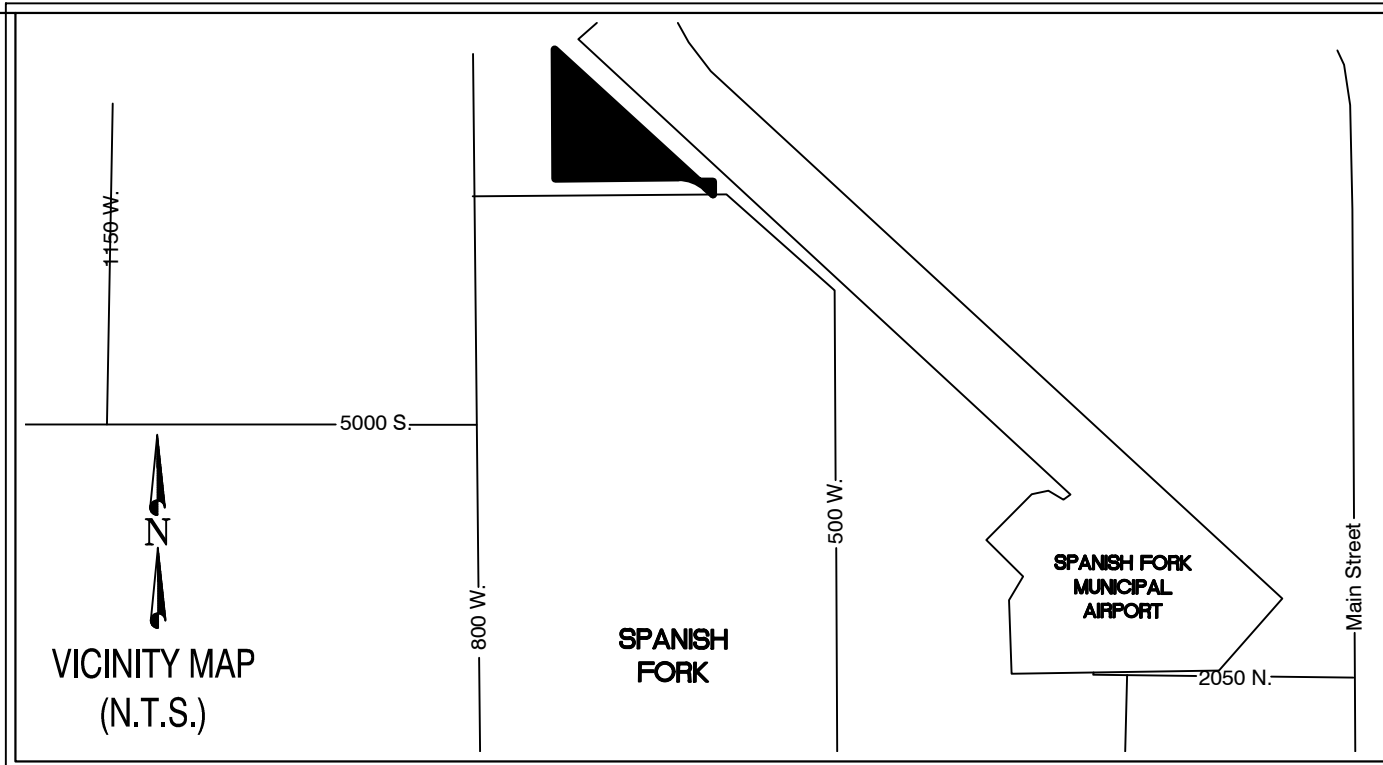 1150 W.
5000 S.
N
VICINITY MAP
(N.T.S.)
800 W.
SPANISH
FORK
500 W.
SPANISH FORK
MUNICIPAL
AIRPORT
2050 N.
Main Street